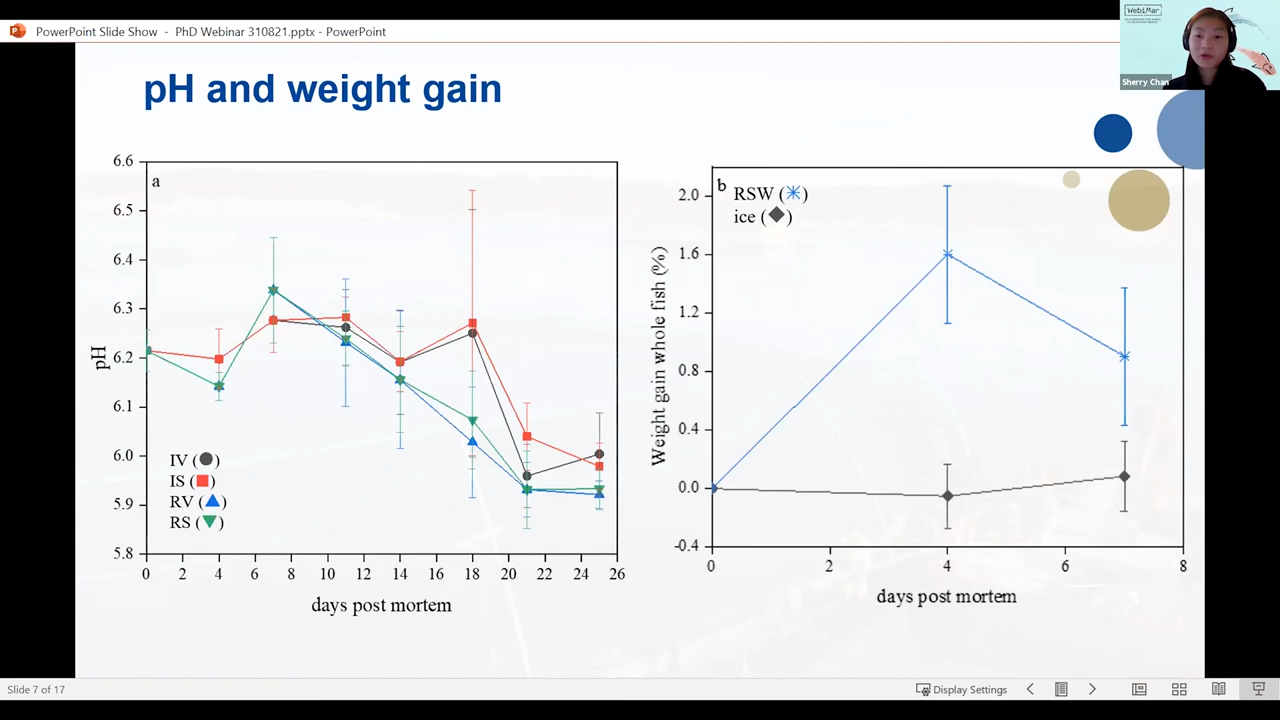 PowerPoint Slide Show - PhD Webinar 310821.pptx - PowerPoint
WebiMar
Sherry Chan
pH and weight gain
a
6.6
6.5
6.4
6.3
6.2
6.1
6.0
5.9
5.8
pH
IV ( )
IS ( )
RV ( )
RS ( )
0 2 4 6 8 10 12 14 16 18 20 22 24 26
days post mortem
b
RSW ( )
ice ( )
2.0
1.6
1.2
0.8
0.4
0.0
-0.4
Weight gain whole fish (%)
0 2 4 6 8
days post mortem
Slide 7 of 17
Display Settings